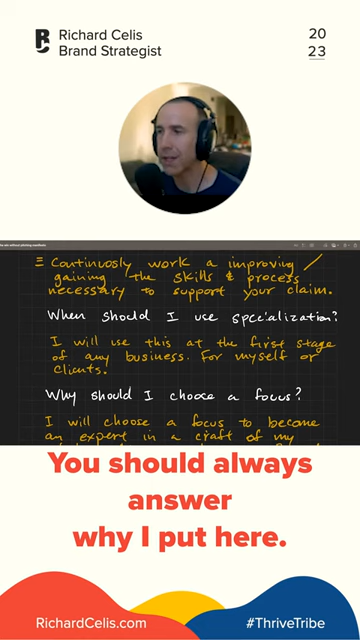 Richard Celis
Brand Strategist
20
23
≡ Continuosly work a improving /
gaining the skills & process
necessary to support your claim.
When should I use specialization?
I will use this at the first stage
of any business. For myself or
clients.
Why should I choose a focus?
I will choose a focus to become
an expert in a craft of my
You should always
answer
why I put here.
RichardCelis.com
#ThriveTribe